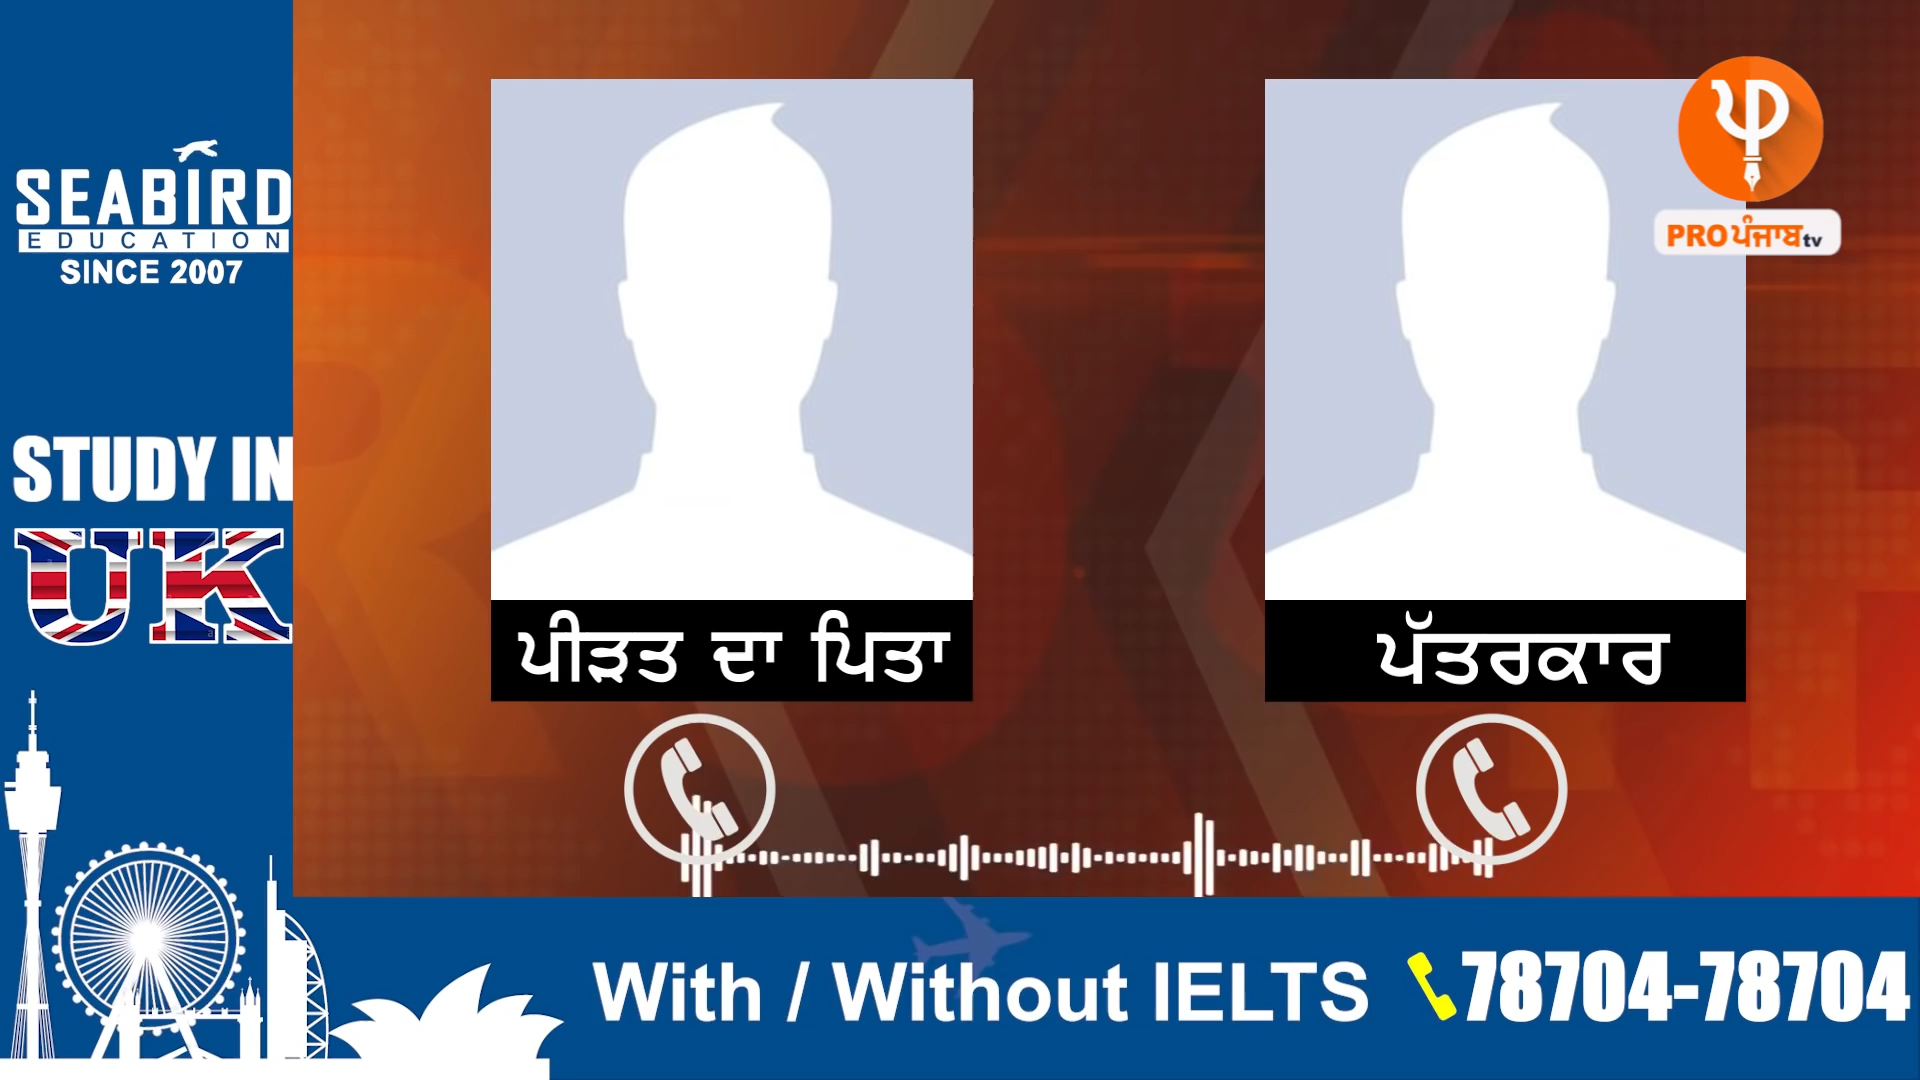 SEABIRD
EDUCATION
SINCE 2007
STUDY IN
UK
PRO ਪੰਜਾਬ tv
ਪੀੜਤ ਦਾ ਪਿਤਾ
ਪੱਤਰਕਾਰ
With / Without IELTS
78704-78704